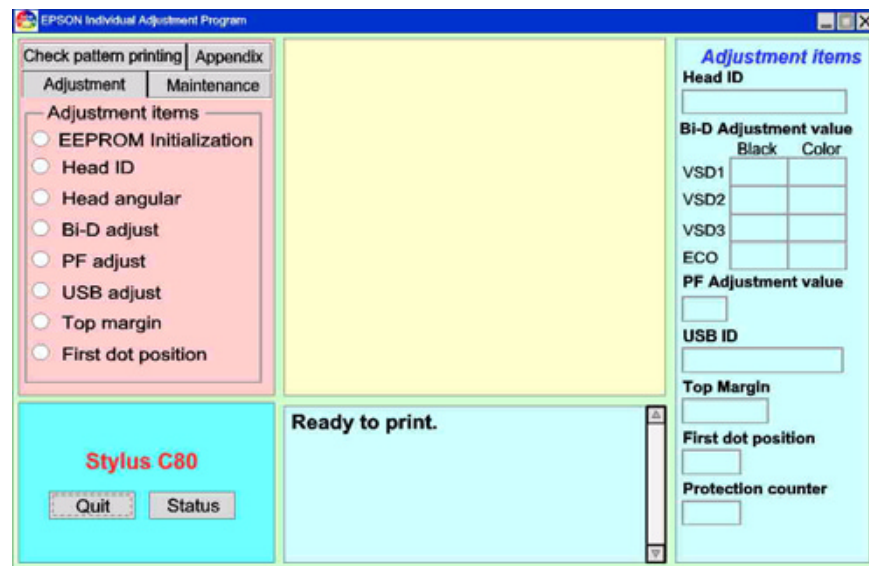 EPSON Individual Adjustment Program
Check pattern printing Appendix
Adjustment Maintenance
Adjustment items
EEPROM Initialization
Head ID
Head angular
Bi-D adjust
PF adjust
USB adjust
Top margin
First dot position
Stylus C80
Quit Status
Ready to print.
Adjustment items
Head ID
Bi-D Adjustment value
Black Color
VSD1
VSD2
VSD3
ECO
PF Adjustment value
USB ID
Top Margin
First dot position
Protection counter